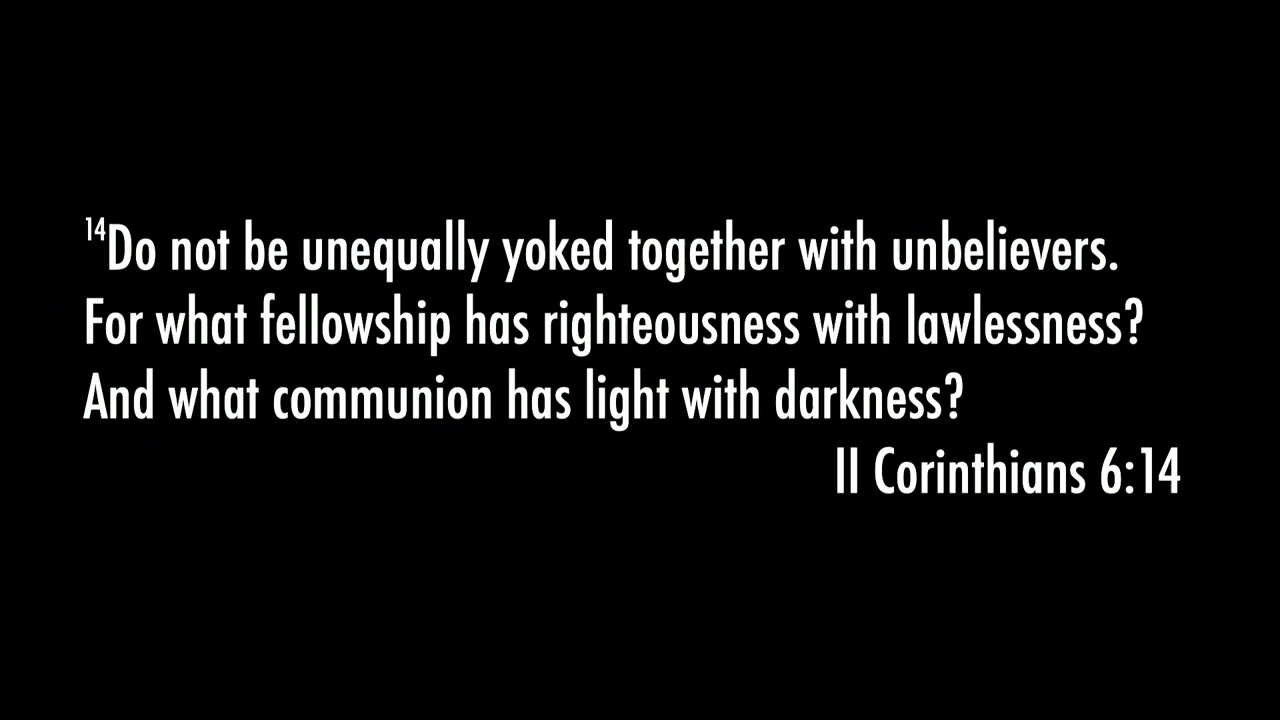 14Do not be unequally yoked together with unbelievers.
For what fellowship has righteousness with lawlessness?
And what communion has light with darkness?
II Corinthians 6:14